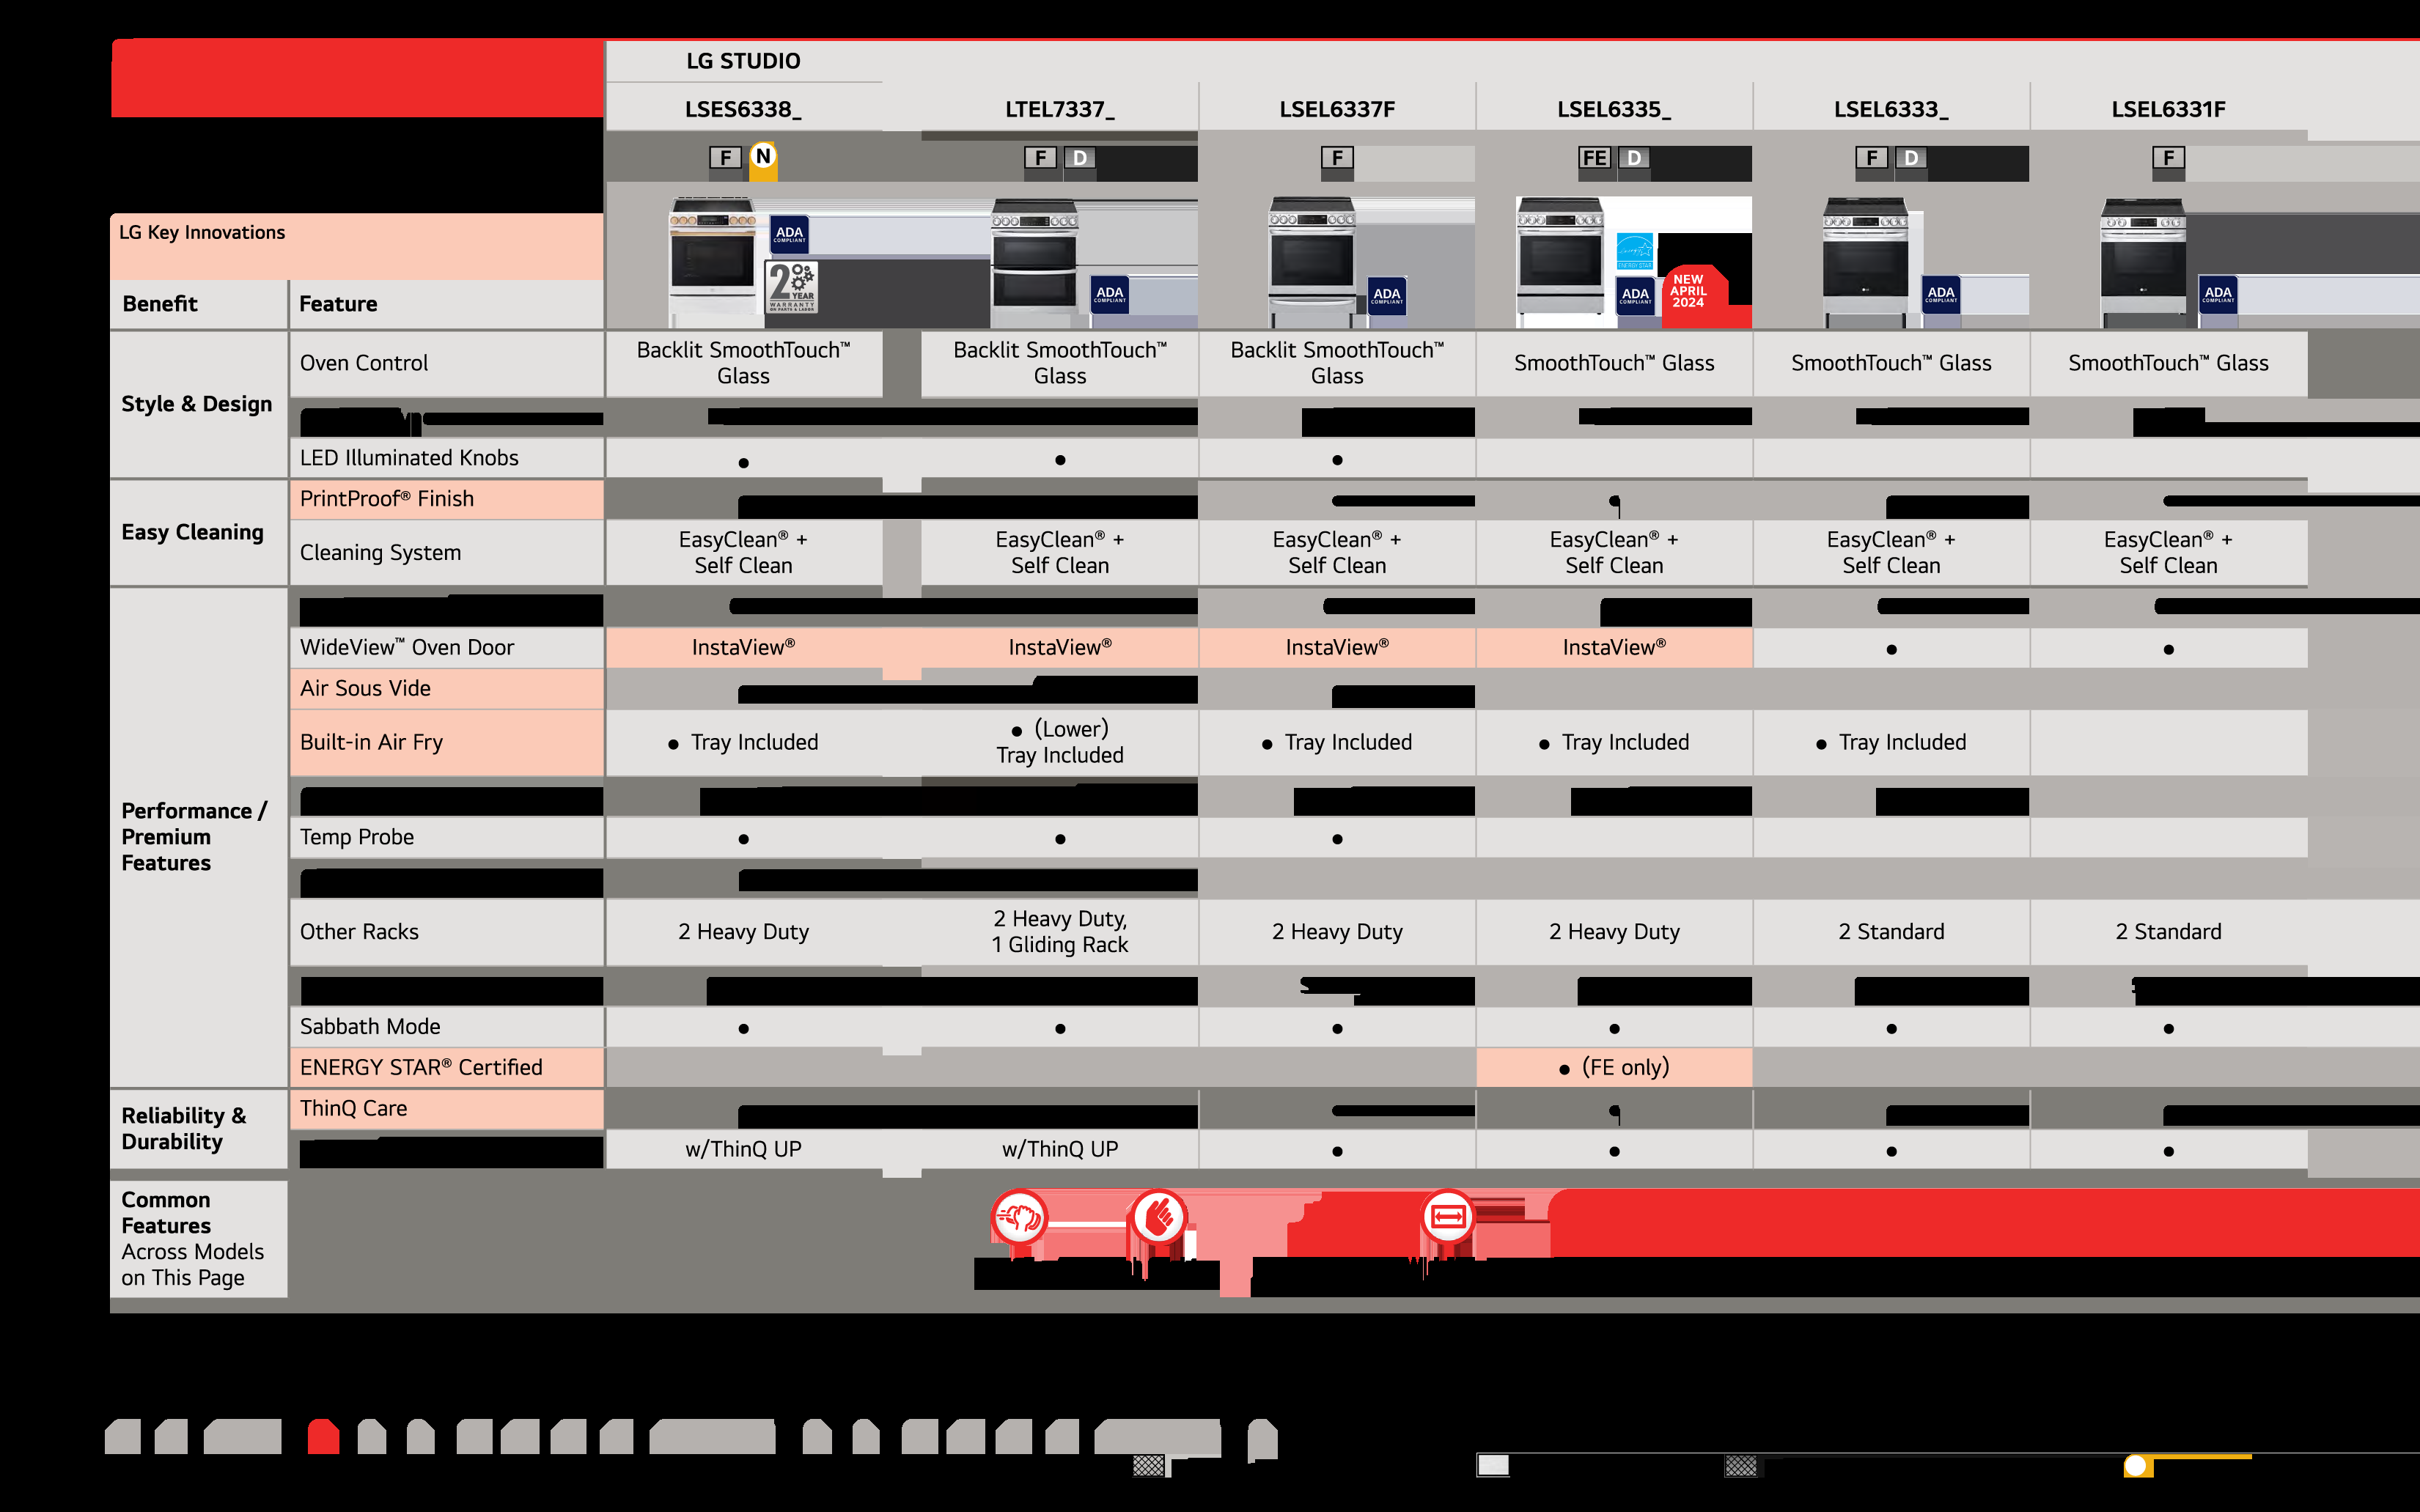 LG STUDIO
LSES6338_ LTEL7337_ LSEL6337F LSEL6335_ LSEL6333_ LSEL6331F
F N F D F FE D F D F
LG Key Innovations
ADA COMPLIANT
2 YEAR WARRANTY ON PARTS & LABOR
ADA COMPLIANT
ADA COMPLIANT
ENERGY STAR
ADA COMPLIANT
NEW APRIL 2024
ADA COMPLIANT
ADA COMPLIANT
Benefit Feature
Style & Design
Oven Control Backlit SmoothTouch™ Glass Backlit SmoothTouch™ Glass Backlit SmoothTouch™ Glass SmoothTouch™ Glass SmoothTouch™ Glass SmoothTouch™ Glass
LED Illuminated Knobs • • •
Easy Cleaning
PrintProof® Finish
Cleaning System EasyClean® + Self Clean EasyClean® + Self Clean EasyClean® + Self Clean EasyClean® + Self Clean EasyClean® + Self Clean EasyClean® + Self Clean
Performance / Premium Features
WideView™ Oven Door InstaView® InstaView® InstaView® InstaView® • •
Air Sous Vide
Built-in Air Fry • Tray Included • (Lower) Tray Included • Tray Included • Tray Included • Tray Included
Temp Probe • • •
Other Racks 2 Heavy Duty 2 Heavy Duty, 1 Gliding Rack 2 Heavy Duty 2 Heavy Duty 2 Standard 2 Standard
Sabbath Mode • • • • • •
ENERGY STAR® Certified • (FE only)
Reliability & Durability
ThinQ Care
w/ThinQ UP w/ThinQ UP • • • •
Common Features
Across Models on This Page